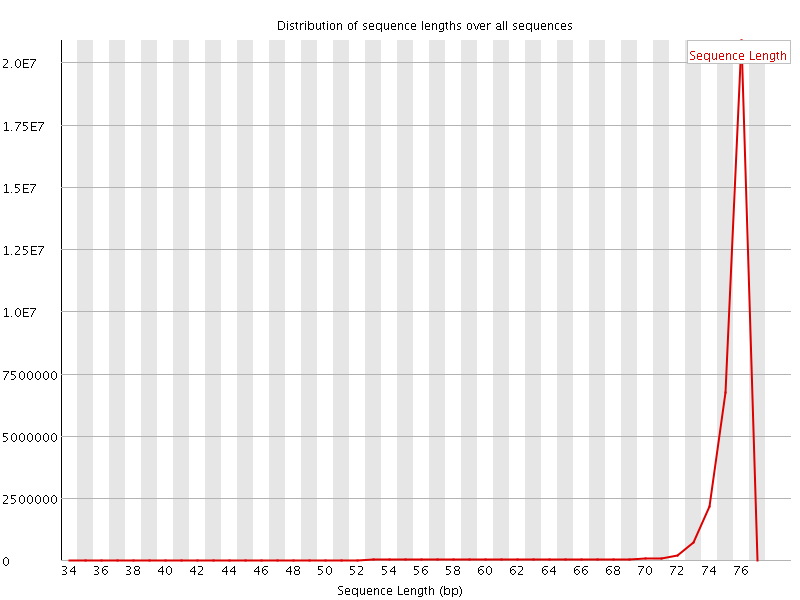 Distribution of sequence lengths over all sequences
Sequence Length
2.0E7
1.75E7
1.5E7
1.25E7
1.0E7
7500000
5000000
2500000
0
34 36 38 40 42 44 46 48 50 52 54 56 58 60 62 64 66 68 70 72 74 76
Sequence Length (bp)